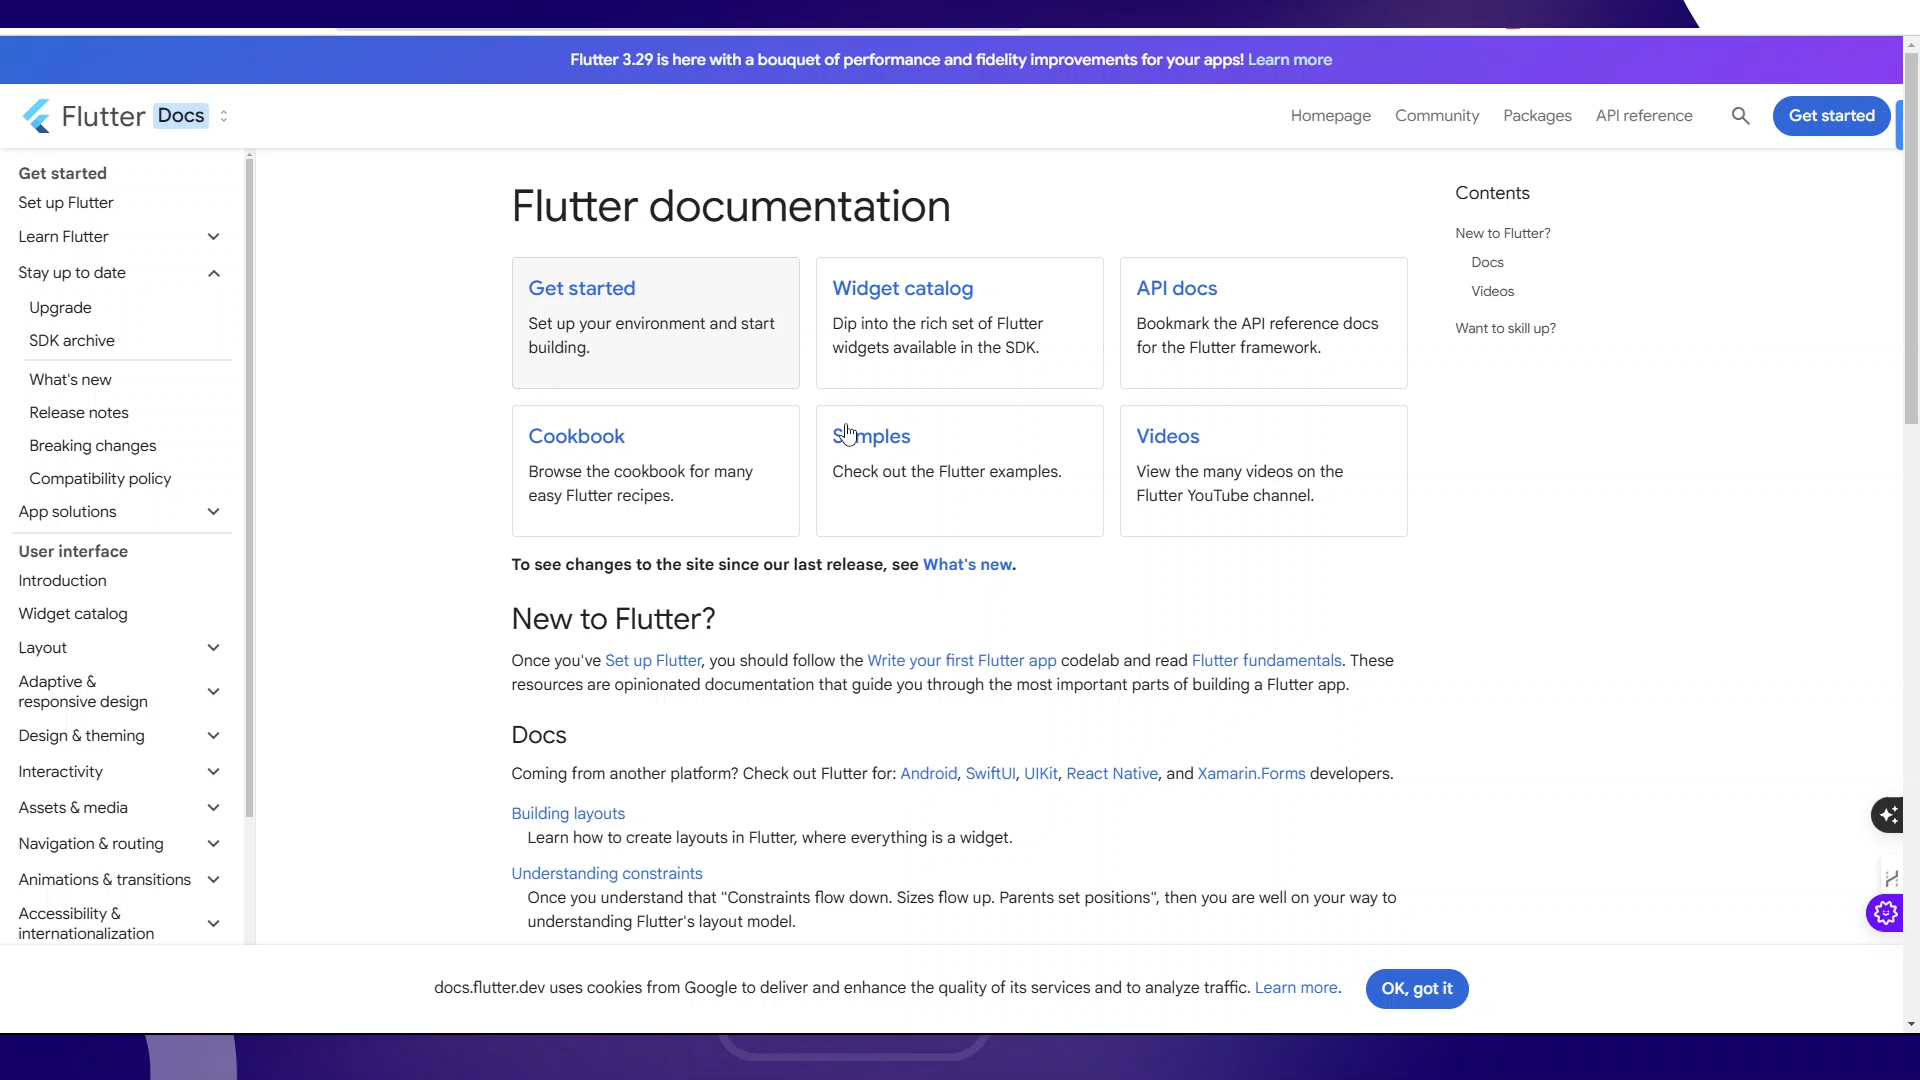 Flutter 3.29 is here with a bouquet of performance and fidelity improvements for your apps! Learn more
Flutter Docs
Homepage Community Packages API reference Get started
Get started
Set up Flutter
Learn Flutter
Stay up to date
Upgrade
SDK archive
What's new
Release notes
Breaking changes
Compatibility policy
App solutions
User interface
Introduction
Widget catalog
Layout
Adaptive &
responsive design
Design & theming
Interactivity
Assets & media
Navigation & routing
Animations & transitions
Accessibility &
internationalization
Flutter documentation
Get started
Set up your environment and start
building.
Widget catalog
Dip into the rich set of Flutter
widgets available in the SDK.
API docs
Bookmark the API reference docs
for the Flutter framework.
Cookbook
Browse the cookbook for many
easy Flutter recipes.
Samples
Check out the Flutter examples.
Videos
View the many videos on the
Flutter YouTube channel.
To see changes to the site since our last release, see What's new.
New to Flutter?
Once you've Set up Flutter, you should follow the Write your first Flutter app codelab and read Flutter fundamentals. These
resources are opinionated documentation that guide you through the most important parts of building a Flutter app.
Docs
Coming from another platform? Check out Flutter for: Android, SwiftUI, UIKit, React Native, and Xamarin.Forms developers.
Building layouts
Learn how to create layouts in Flutter, where everything is a widget.
Understanding constraints
Once you understand that "Constraints flow down. Sizes flow up. Parents set positions", then you are well on your way to
understanding Flutter's layout model.
Contents
New to Flutter?
Docs
Videos
Want to skill up?
docs.flutter.dev uses cookies from Google to deliver and enhance the quality of its services and to analyze traffic. Learn more.
OK, got it